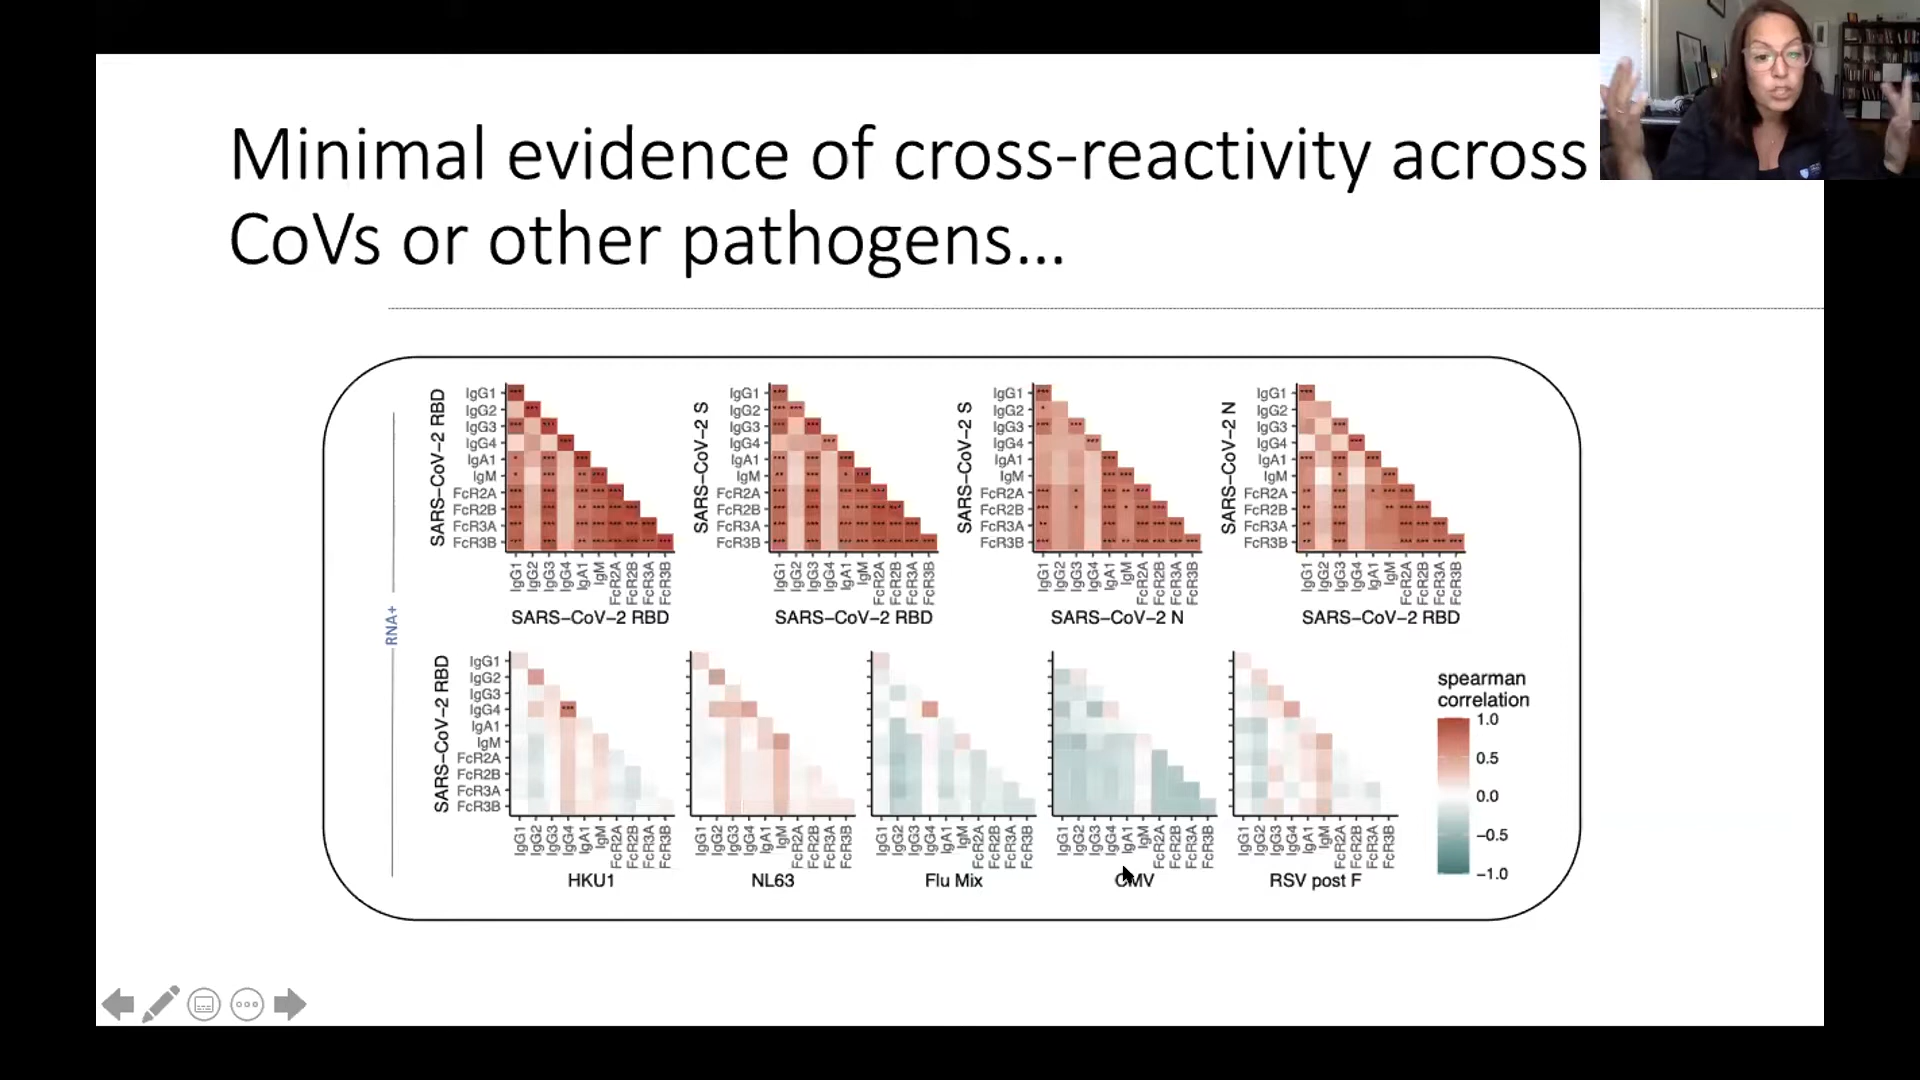 Minimal evidence of cross-reactivity across
CoVs or other pathogens...
RNA+
SARS–CoV–2 RBD
IgG1
IgG2
IgG3
IgG4
IgA1
IgM
FcR2A
FcR2B
FcR3A
FcR3B
IgG1 IgG2 IgG3 IgG4 IgA1 IgM FcR2A FcR2B FcR3A FcR3B
SARS–CoV–2 RBD
SARS–CoV–2 S
IgG1
IgG2
IgG3
IgG4
IgA1
IgM
FcR2A
FcR2B
FcR3A
FcR3B
IgG1 IgG2 IgG3 IgG4 IgA1 IgM FcR2A FcR2B FcR3A FcR3B
SARS–CoV–2 RBD
SARS–CoV–2 S
IgG1
IgG2
IgG3
IgG4
IgA1
IgM
FcR2A
FcR2B
FcR3A
FcR3B
IgG1 IgG2 IgG3 IgG4 IgA1 IgM FcR2A FcR2B FcR3A FcR3B
SARS–CoV–2 N
SARS–CoV–2 N
IgG1
IgG2
IgG3
IgG4
IgA1
IgM
FcR2A
FcR2B
FcR3A
FcR3B
IgG1 IgG2 IgG3 IgG4 IgA1 IgM FcR2A FcR2B FcR3A FcR3B
SARS–CoV–2 RBD
SARS–CoV–2 RBD
IgG1
IgG2
IgG3
IgG4
IgA1
IgM
FcR2A
FcR2B
FcR3A
FcR3B
IgG1 IgG2 IgG3 IgG4 IgA1 IgM FcR2A FcR2B FcR3A FcR3B
HKU1
IgG1 IgG2 IgG3 IgG4 IgA1 IgM FcR2A FcR2B FcR3A FcR3B
NL63
IgG1 IgG2 IgG3 IgG4 IgA1 IgM FcR2A FcR2B FcR3A FcR3B
Flu Mix
IgG1 IgG2 IgG3 IgG4 IgA1 IgM FcR2A FcR2B FcR3A FcR3B
CMV
IgG1 IgG2 IgG3 IgG4 IgA1 IgM FcR2A FcR2B FcR3A FcR3B
RSV post F
spearman
correlation
1.0
0.5
0.0
−0.5
−1.0